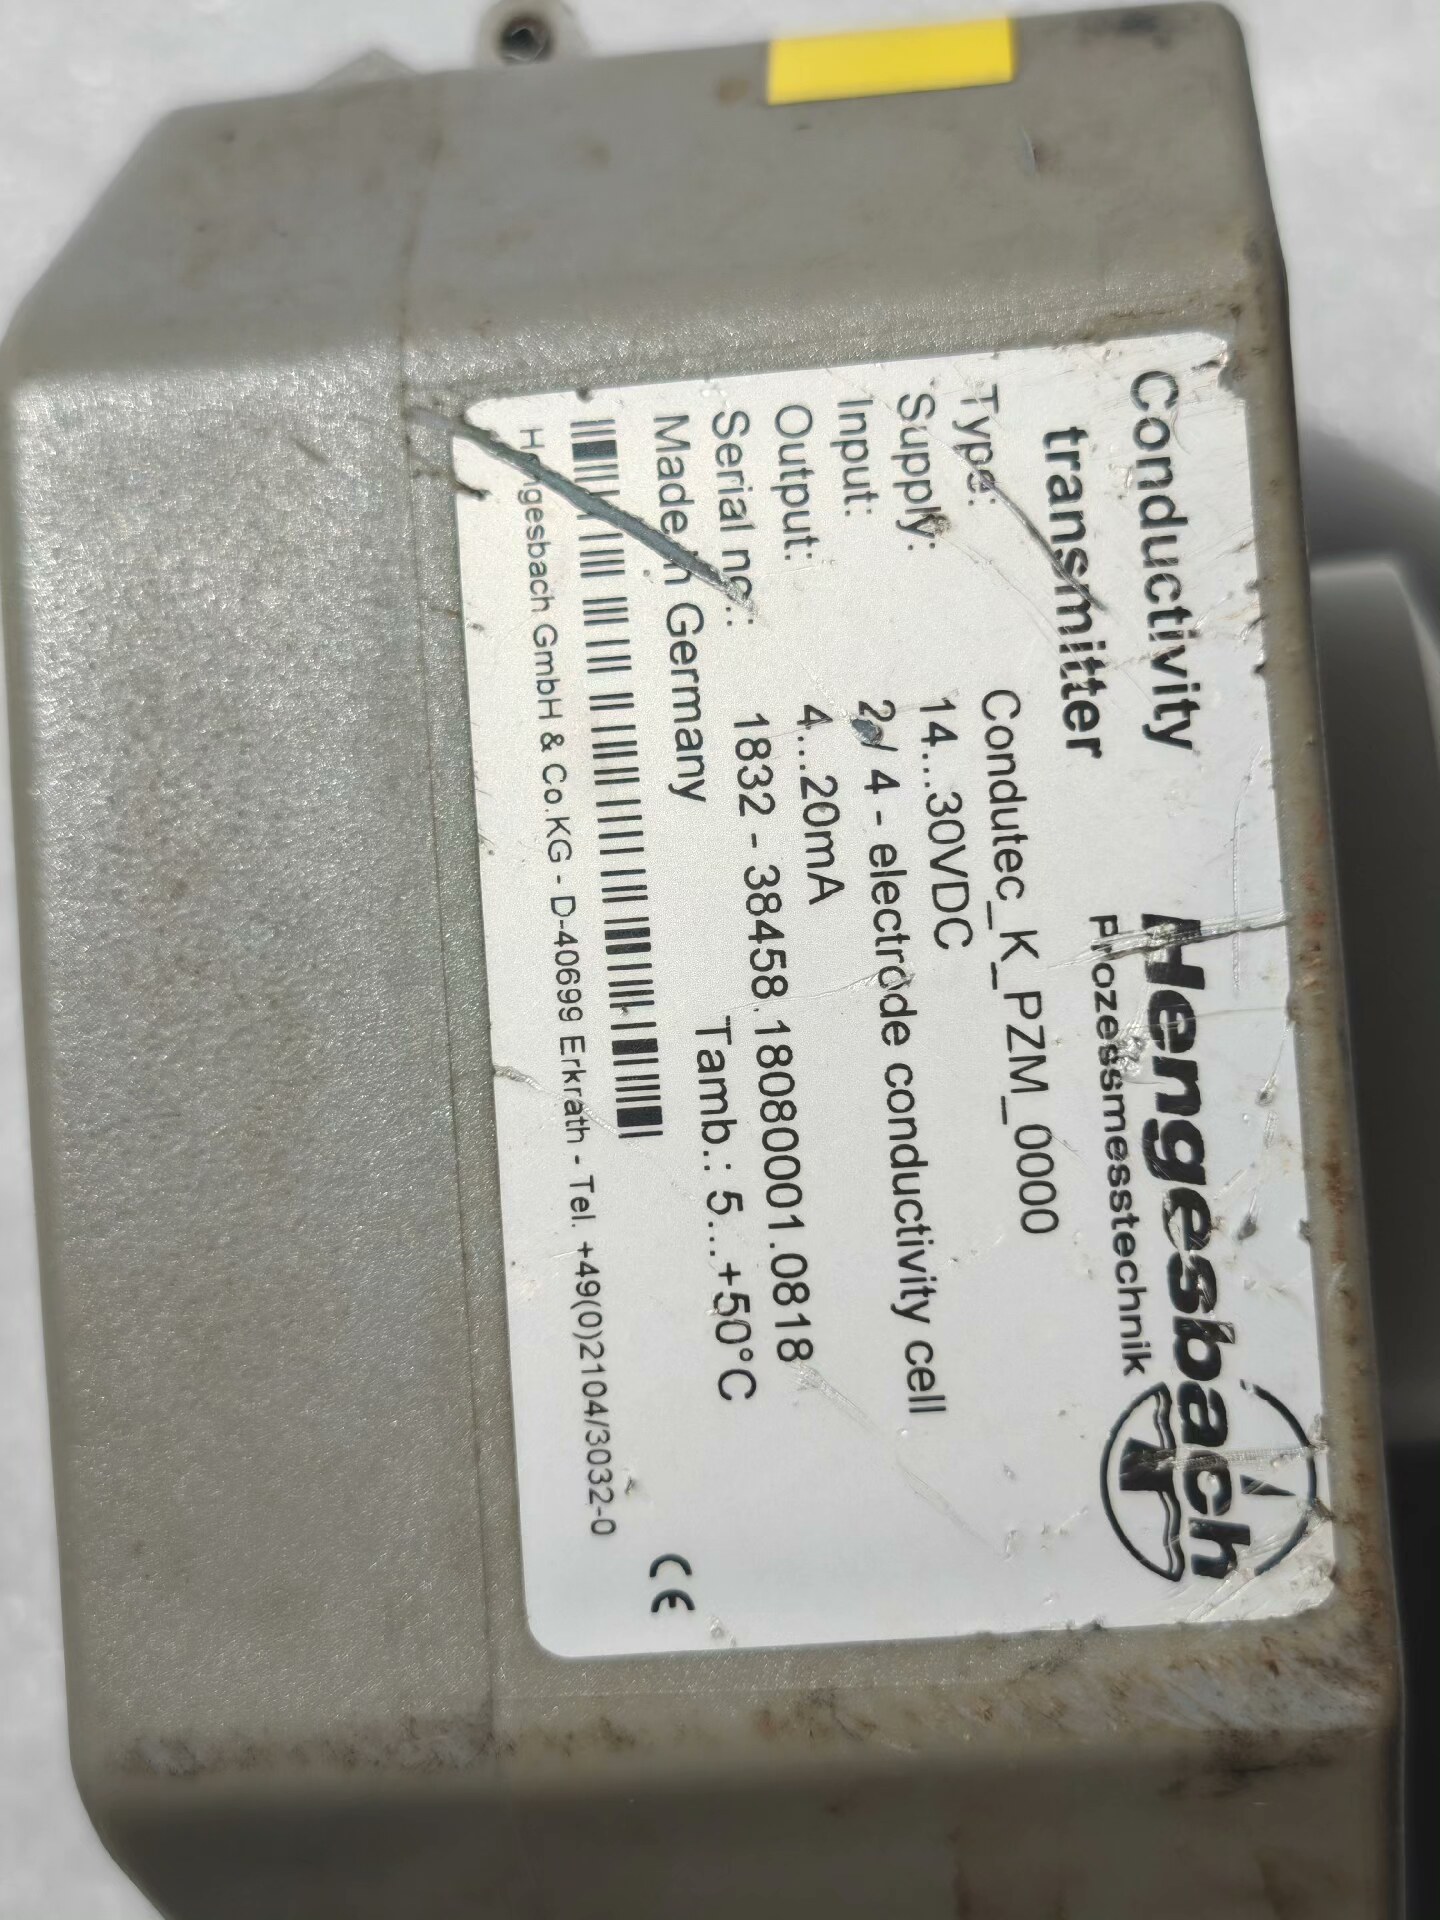 Conductivity
transmitter
Hengesbach
Prozessmesstechnik
Type: Condutec_K_PZM_0000
Supply: 14...30VDC
Input: 2 / 4 - electrode conductivity cell
Output: 4...20mA
Serial no.: 1832 - 38458.18080001.0818
Made in Germany Tamb.: 5...+50°C
CE
Hengesbach GmbH & Co.KG - D-40699 Erkrath - Tel. +49(0)2104/3032-0